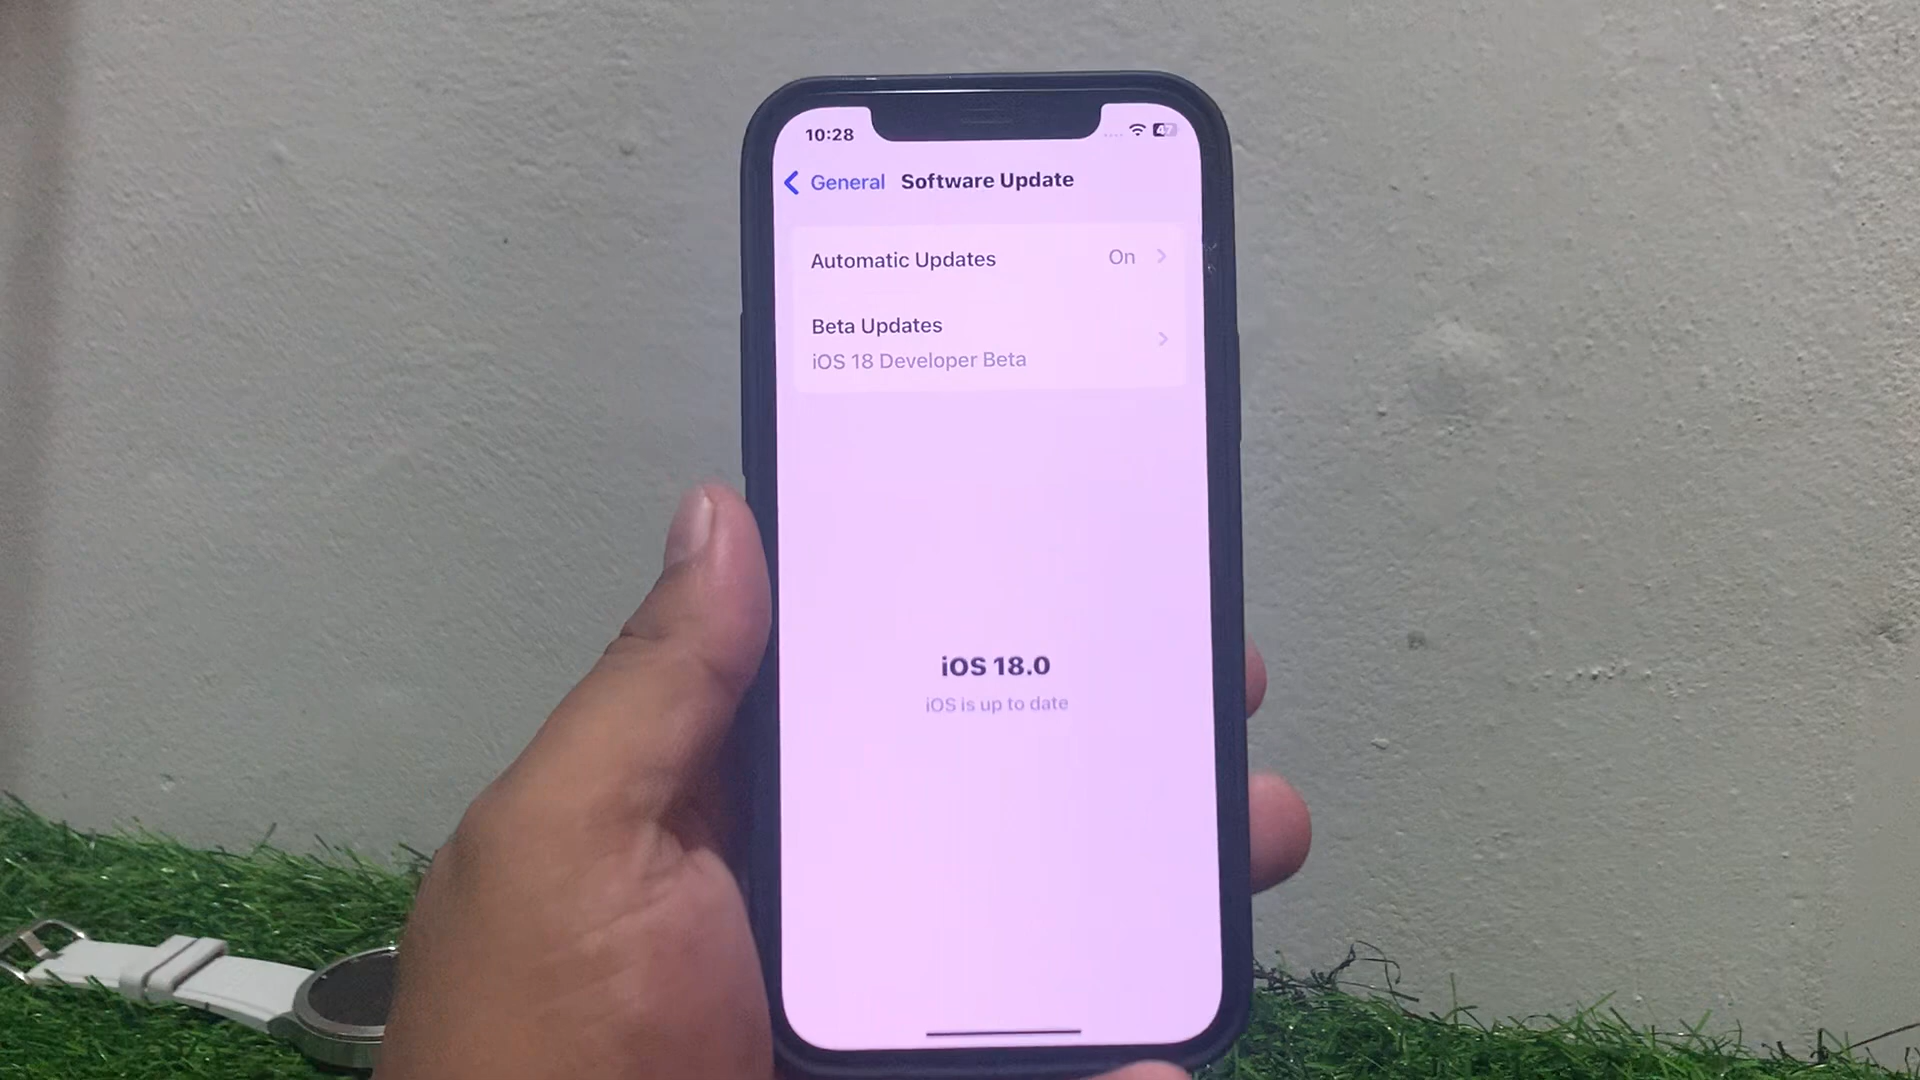 10:28
47
General
Software Update
Automatic Updates
On
Beta Updates
iOS 18 Developer Beta
iOS 18.0
iOS is up to date